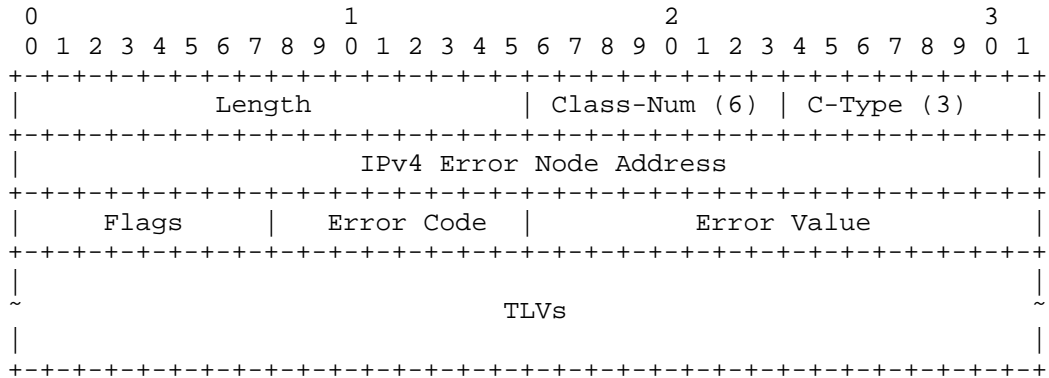 0                   1                   2                   3
 0 1 2 3 4 5 6 7 8 9 0 1 2 3 4 5 6 7 8 9 0 1 2 3 4 5 6 7 8 9 0 1
+-+-+-+-+-+-+-+-+-+-+-+-+-+-+-+-+-+-+-+-+-+-+-+-+-+-+-+-+-+-+-+-+
|            Length             | Class-Num (6) | C-Type (3)    |
+-+-+-+-+-+-+-+-+-+-+-+-+-+-+-+-+-+-+-+-+-+-+-+-+-+-+-+-+-+-+-+-+
|                     IPv4 Error Node Address                   |
+-+-+-+-+-+-+-+-+-+-+-+-+-+-+-+-+-+-+-+-+-+-+-+-+-+-+-+-+-+-+-+-+
|     Flags     |   Error Code  |          Error Value          |
+-+-+-+-+-+-+-+-+-+-+-+-+-+-+-+-+-+-+-+-+-+-+-+-+-+-+-+-+-+-+-+-+
|                                                               |
~                              TLVs                             ~
|                                                               |
+-+-+-+-+-+-+-+-+-+-+-+-+-+-+-+-+-+-+-+-+-+-+-+-+-+-+-+-+-+-+-+-+